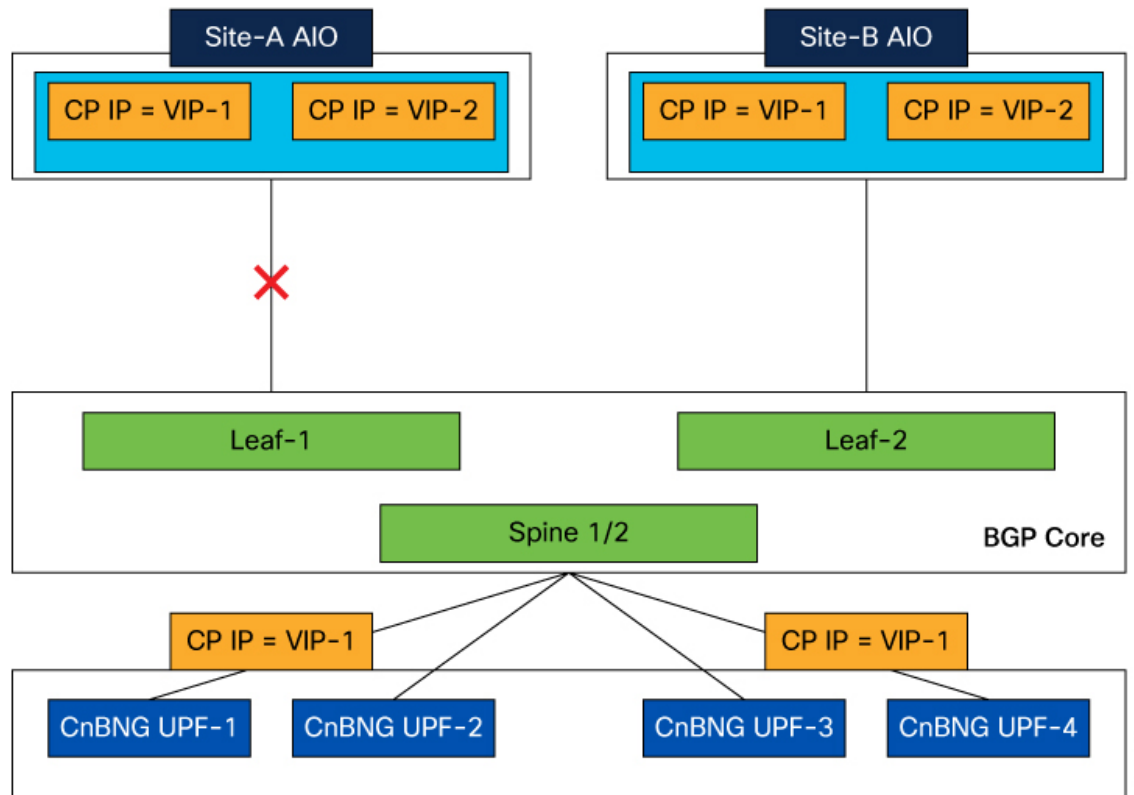 Site-A AIO
Site-B AIO
CP IP = VIP-1
CP IP = VIP-2
CP IP = VIP-1
CP IP = VIP-2
Leaf-1
Leaf-2
Spine 1/2
BGP Core
CP IP = VIP-1
CP IP = VIP-1
CnBNG UPF-1
CnBNG UPF-2
CnBNG UPF-3
CnBNG UPF-4